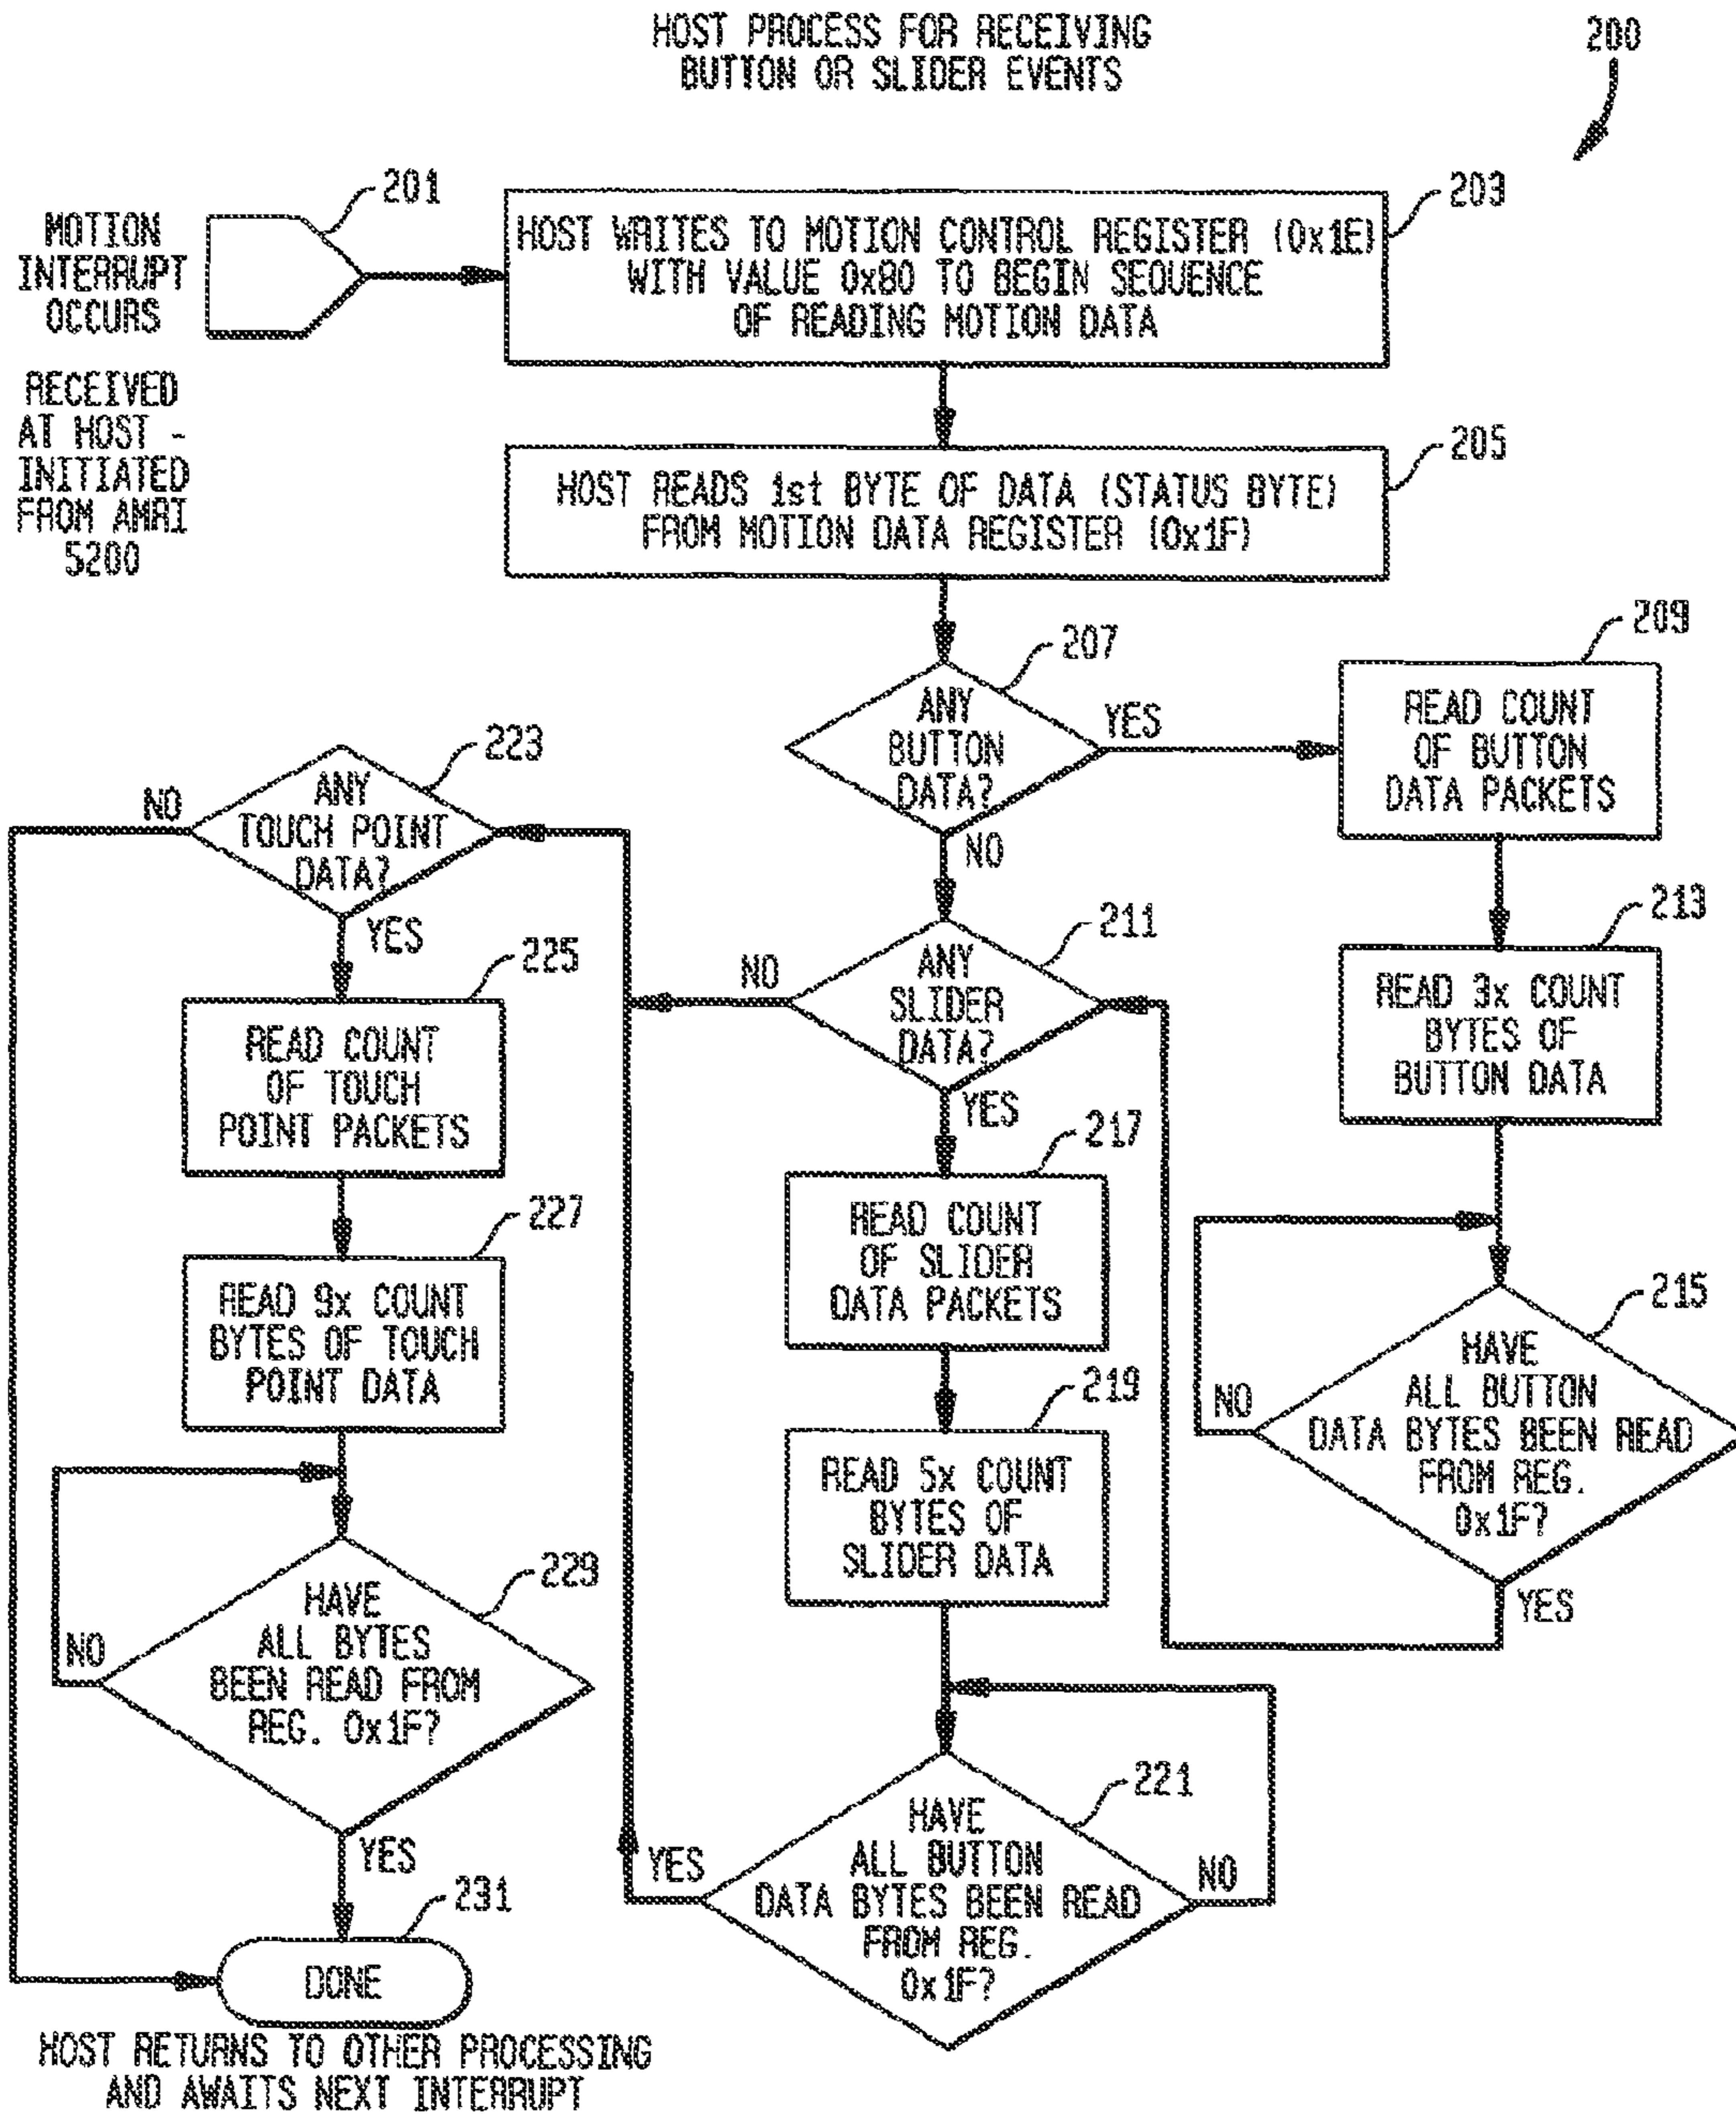 HOST PROCESS FOR RECEIVING
BUTTON OR SLIDER EVENTS
200
201
MOTION
INTERRUPT
OCCURS
RECEIVED
AT HOST -
INITIATED
FROM AMRI
5200
203
HOST WRITES TO MOTION CONTROL REGISTER (0x1E)
WITH VALUE 0x80 TO BEGIN SEQUENCE
OF READING MOTION DATA
205
HOST READS 1st BYTE OF DATA (STATUS BYTE)
FROM MOTION DATA REGISTER (0x1F)
207
ANY
BUTTON
DATA?
YES
NO
209
READ COUNT
OF BUTTON
DATA PACKETS
213
READ 3x COUNT
BYTES OF
BUTTON DATA
215
HAVE
ALL BUTTON
DATA BYTES BEEN READ
FROM REG.
0x1F?
NO
YES
211
ANY
SLIDER
DATA?
NO
YES
217
READ COUNT
OF SLIDER
DATA PACKETS
219
READ 5x COUNT
BYTES OF
SLIDER DATA
221
HAVE
ALL BUTTON
DATA BYTES BEEN READ
FROM REG.
0x1F?
YES
NO
223
ANY
TOUCH POINT
DATA?
NO
YES
225
READ COUNT
OF TOUCH
POINT PACKETS
227
READ 9x COUNT
BYTES OF TOUCH
POINT DATA
229
HAVE
ALL BYTES
BEEN READ FROM
REG. 0x1F?
NO
YES
231
DONE
HOST RETURNS TO OTHER PROCESSING
AND AWAITS NEXT INTERRUPT